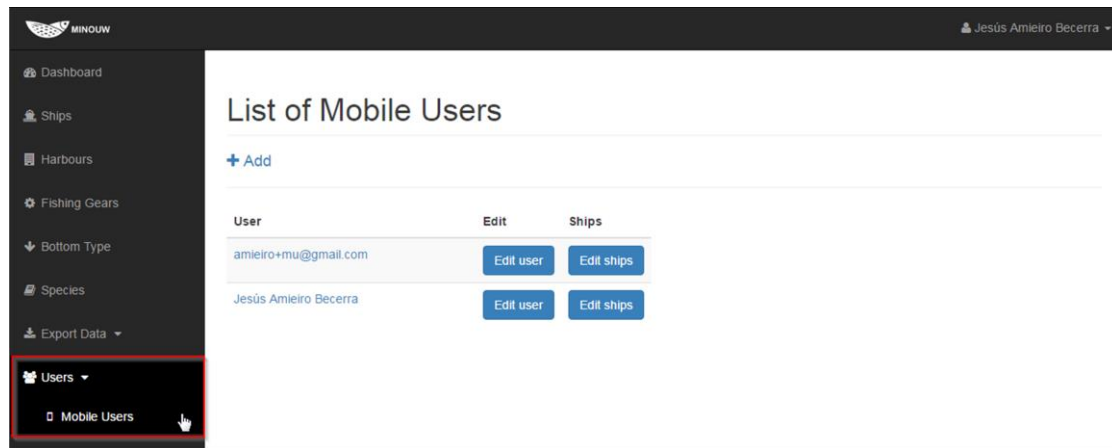 MINOUW
Jesús Amieiro Becerra
Dashboard
Ships
Harbours
Fishing Gears
Bottom Type
Species
Export Data
Users
Mobile Users
List of Mobile Users
Add
User Edit Ships
amieiro+mu@gmail.com Edit user Edit ships
Jesús Amieiro Becerra Edit user Edit ships